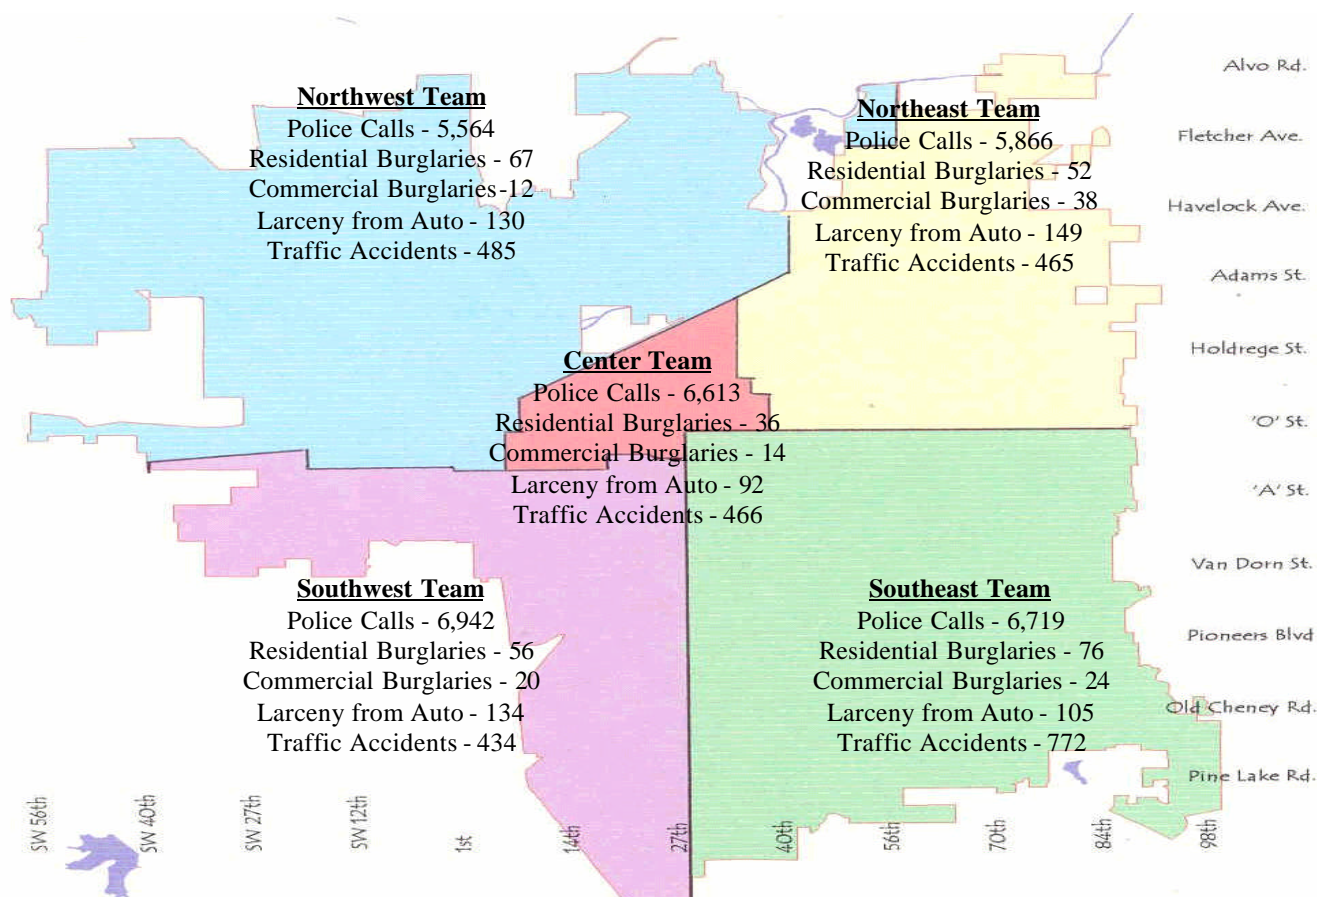 Northwest Team
Police Calls - 5,564
Residential Burglaries - 67
Commercial Burglaries -12
Larceny from Auto - 130
Traffic Accidents - 485
Northeast Team
Police Calls - 5,866
Residential Burglaries - 52
Commercial Burglaries - 38
Larceny from Auto - 149
Traffic Accidents - 465
Center Team
Police Calls - 6,613
Residential Burglaries - 36
Commercial Burglaries - 14
Larceny from Auto - 92
Traffic Accidents - 466
Southwest Team
Police Calls - 6,942
Residential Burglaries - 56
Commercial Burglaries - 20
Larceny from Auto - 134
Traffic Accidents - 434
Southeast Team
Police Calls - 6,719
Residential Burglaries - 76
Commercial Burglaries - 24
Larceny from Auto - 105
Traffic Accidents - 772
Alvo Rd.
Fletcher Ave.
Havelock Ave.
Adams St.
Holdrege St.
'O' St.
'A' St.
Van Dorn St.
Pioneers Blvd
Old Cheney Rd.
Pine Lake Rd.
SW 56th
SW 40th
SW 27th
SW 12th
1st
14th
27th
40th
56th
70th
84th
98th